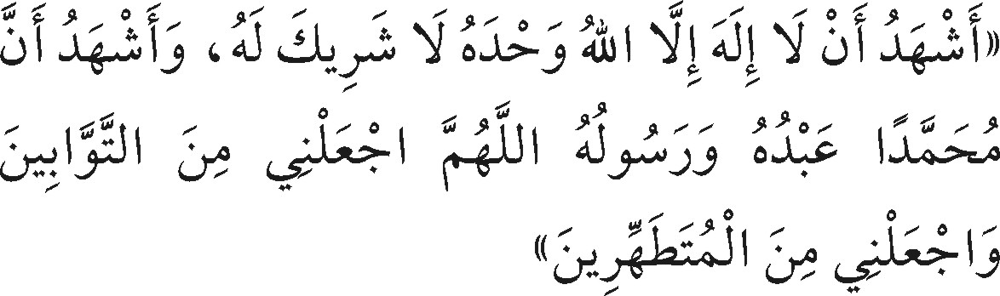 «أَشْهَدُ أَنْ لَا إِلَهَ إِلَّا اللهُ وَحْدَهُ لَا شَرِيكَ لَهُ، وَأَشْهَدُ أَنَّ
مُحَمَّدًا عَبْدُهُ وَرَسُولُهُ اللَّهُمَّ اجْعَلْنِي مِنَ التَّوَّابِينَ
وَاجْعَلْنِي مِنَ الْمُتَطَهِّرِينَ»